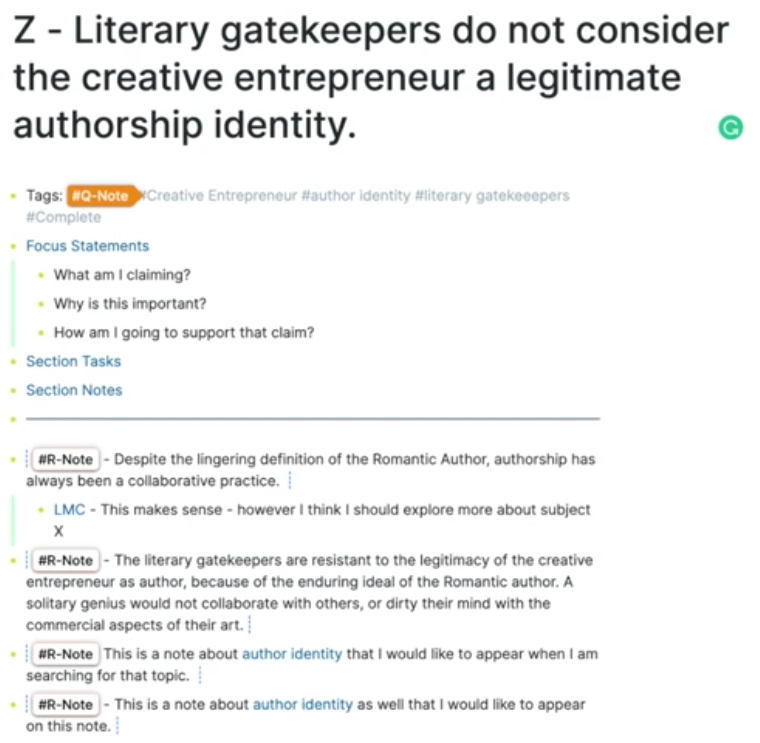 Z - Literary gatekeepers do not consider
the creative entrepreneur a legitimate
authorship identity.
Tags: #Q-Note #Creative Entrepreneur #author identity #literary gatekeeepers
#Complete
Focus Statements
What am I claiming?
Why is this important?
How am I going to support that claim?
Section Tasks
Section Notes
#R-Note - Despite the lingering definition of the Romantic Author, authorship has
always been a collaborative practice.
LMC - This makes sense - however I think I should explore more about subject
X
#R-Note - The literary gatekeepers are resistant to the legitimacy of the creative
entrepreneur as author, because of the enduring ideal of the Romantic author. A
solitary genius would not collaborate with others, or dirty their mind with the
commercial aspects of their art.
#R-Note This is a note about author identity that I would like to appear when I am
searching for that topic.
#R-Note - This is a note about author identity as well that I would like to appear
on this note.